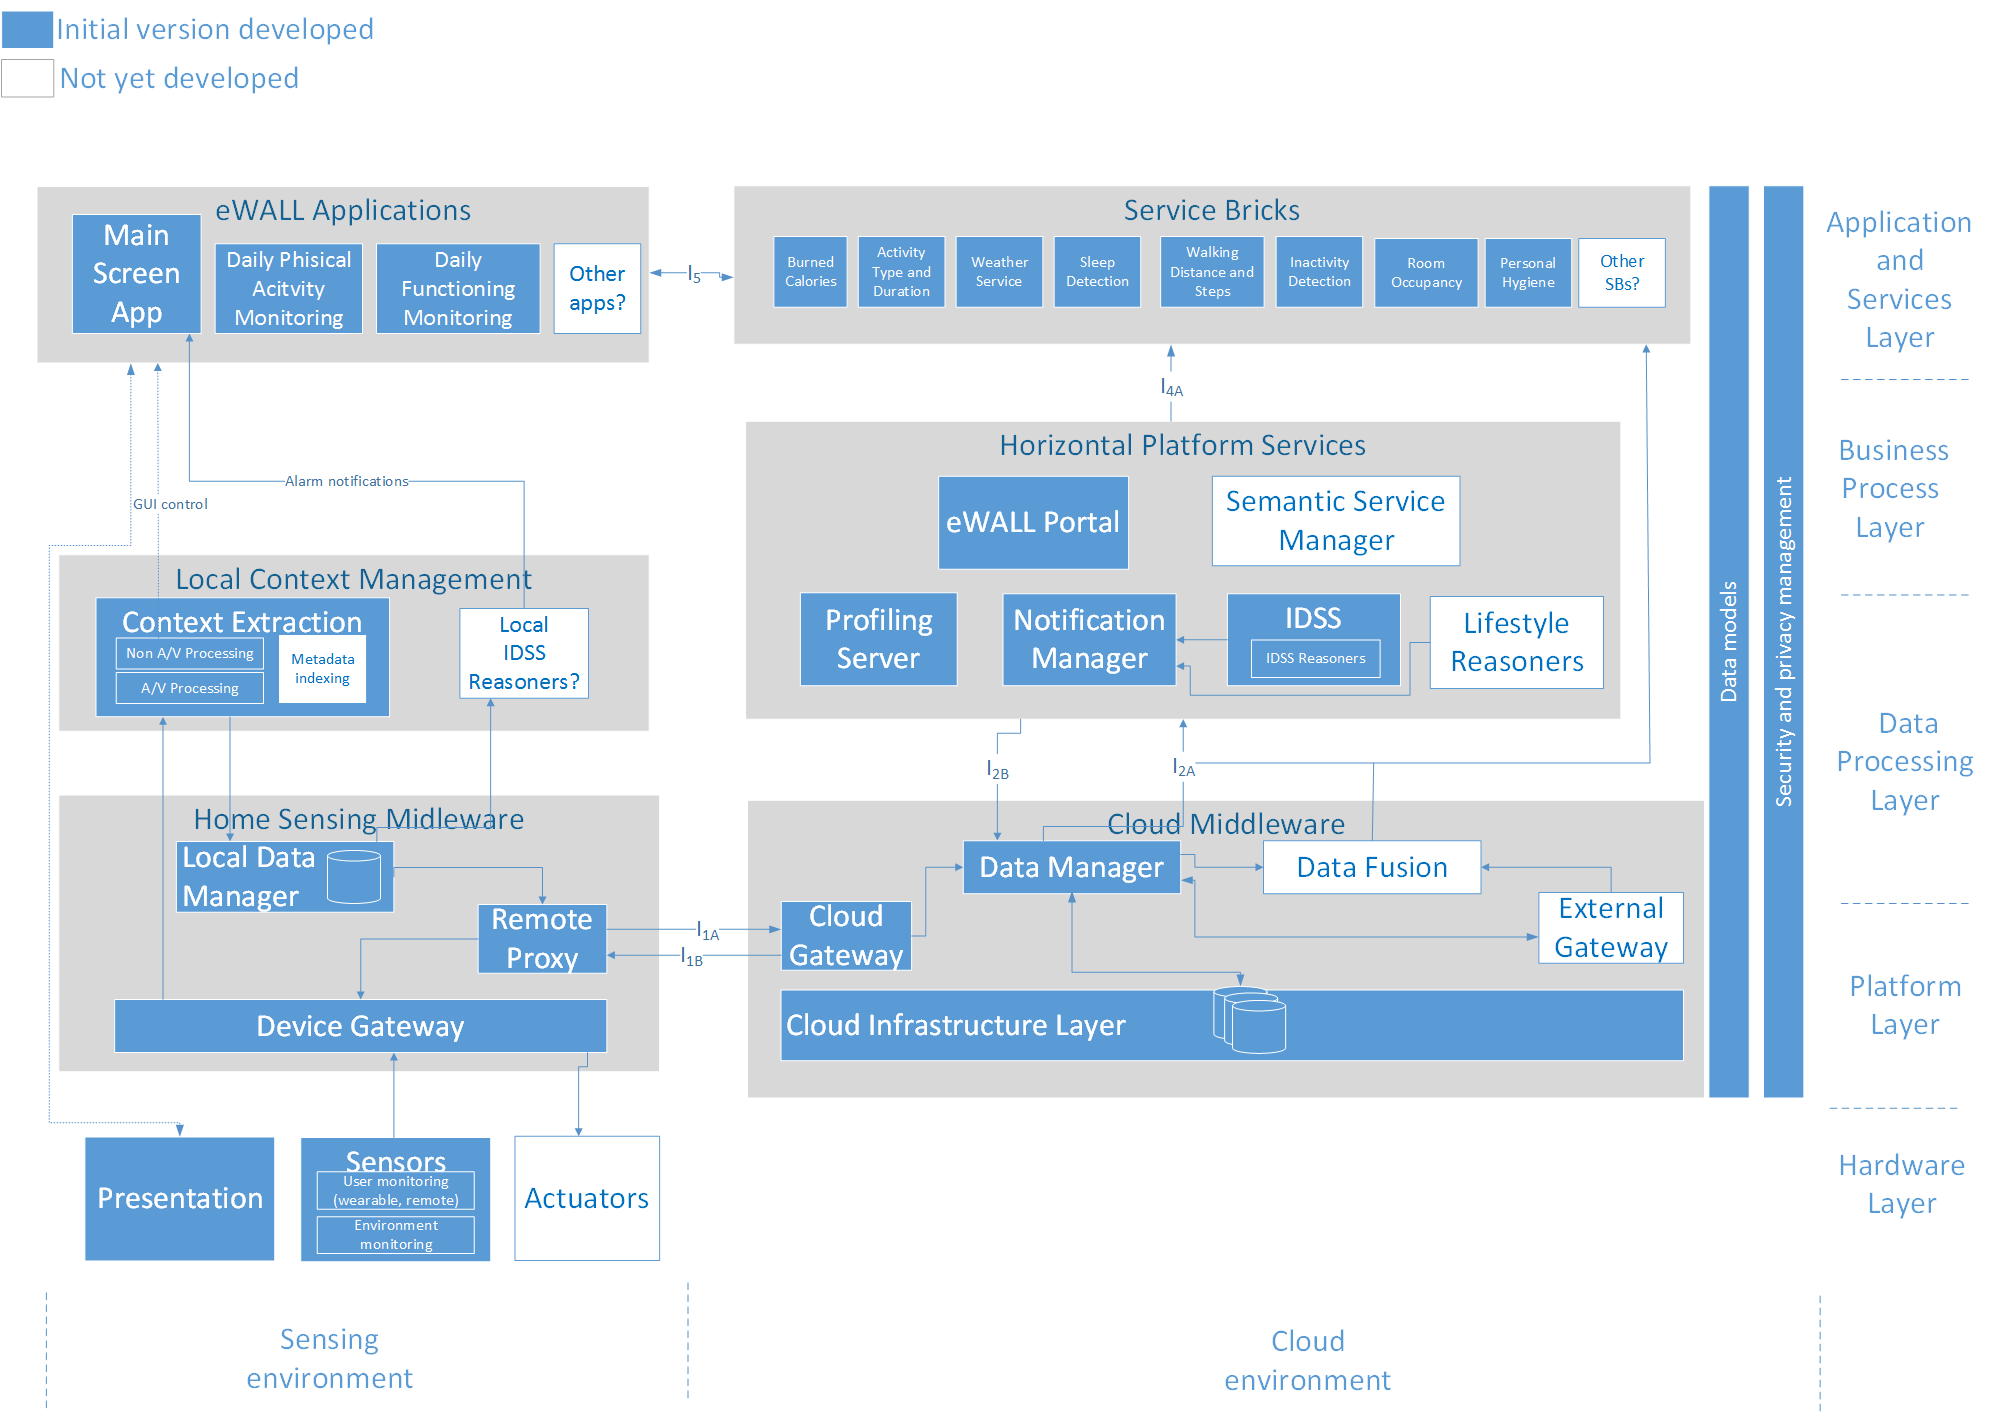 Initial version developed
Not yet developed
eWALL Applications
Main
Screen
App
Daily Phisical
Acitvity
Monitoring
Daily
Functioning
Monitoring
Other
apps?
I5
Service Bricks
Burned
Calories
Activity
Type and
Duration
Weather
Service
Sleep
Detection
Walking
Distance and
Steps
Inactivity
Detection
Room
Occupancy
Personal
Hygiene
Other
SBs?
I4A
Alarm notifications
GUI control
Horizontal Platform Services
eWALL Portal
Semantic Service
Manager
Profiling
Server
Notification
Manager
IDSS
IDSS Reasoners
Lifestyle
Reasoners
Local Context Management
Context Extraction
Non A/V Processing
A/V Processing
Metadata
indexing
Local
IDSS
Reasoners?
I2B
I2A
Home Sensing Midleware
Local Data
Manager
Remote
Proxy
Device Gateway
I1A
I1B
Cloud Middleware
Data Manager
Data Fusion
Cloud
Gateway
External
Gateway
Cloud Infrastructure Layer
Presentation
Sensors
User monitoring
(wearable, remote)
Environment
monitoring
Actuators
Data models
Security and privacy management
Application
and
Services
Layer
Business
Process
Layer
Data
Processing
Layer
Platform
Layer
Hardware
Layer
Sensing
environment
Cloud
environment